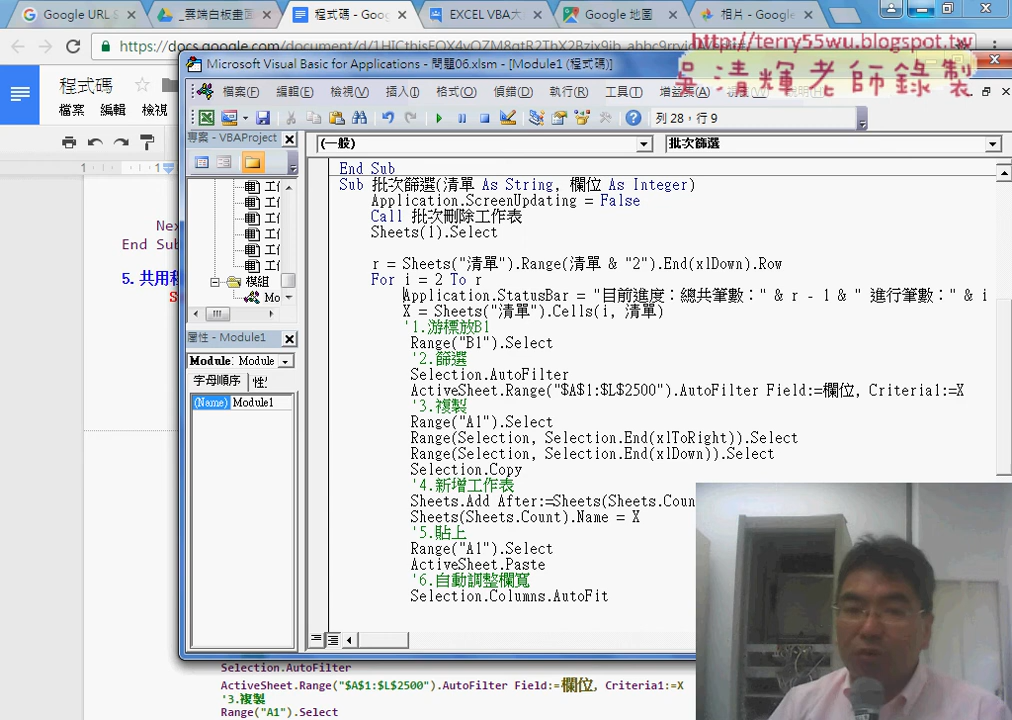 Google URL S
_雲端白板畫面
程式碼 - Goog
EXCEL VBA大
Google 地圖
相片 - Google
https://docs.google.com/document/d/
http://terry55wu.blogspot.tw
吳清輝老師錄製
程式碼
檔案 編輯 檢視
Microsoft Visual Basic for Applications - 問題06.xlsm - [Module1 (程式碼)]
檔案(F) 編輯(E) 檢視(V) 插入(I) 格式(O) 偵錯(D) 執行(R) 工具(T) 增益集(A)
列 28，行 9
專案 - VBAProject
(一般)
批次篩選
模組
Mo
屬性 - Module1
Module1 Module
字母順序 性
(Name) Module1
End Sub
Sub 批次篩選(清單 As String, 欄位 As Integer)
Application.ScreenUpdating = False
Call 批次刪除工作表
Sheets(1).Select
r = Sheets("清單").Range(清單 & "2").End(xlDown).Row
For i = 2 To r
Application.StatusBar = "目前進度：總共筆數：" & r - 1 & " 進行筆數：" & i
X = Sheets("清單").Cells(i, 清單)
'1.游標放B1
Range("B1").Select
'2.篩選
Selection.AutoFilter
ActiveSheet.Range("$A$1:$L$2500").AutoFilter Field:=欄位, Criteria1:=X
'3.複製
Range("A1").Select
Range(Selection, Selection.End(xlToRight)).Select
Range(Selection, Selection.End(xlDown)).Select
Selection.Copy
'4.新增工作表
Sheets.Add After:=Sheets(Sheets.Coun
Sheets(Sheets.Count).Name = X
'5.貼上
Range("A1").Select
ActiveSheet.Paste
'6.自動調整欄寬
Selection.Columns.AutoFit
Nex
End Sub
5. 共用程
S
Selection.AutoFilter
ActiveSheet.Range("$A$1:$L$2500").AutoFilter Field:=欄位, Criteria1:=X
'3.複製
Range("A1").Select